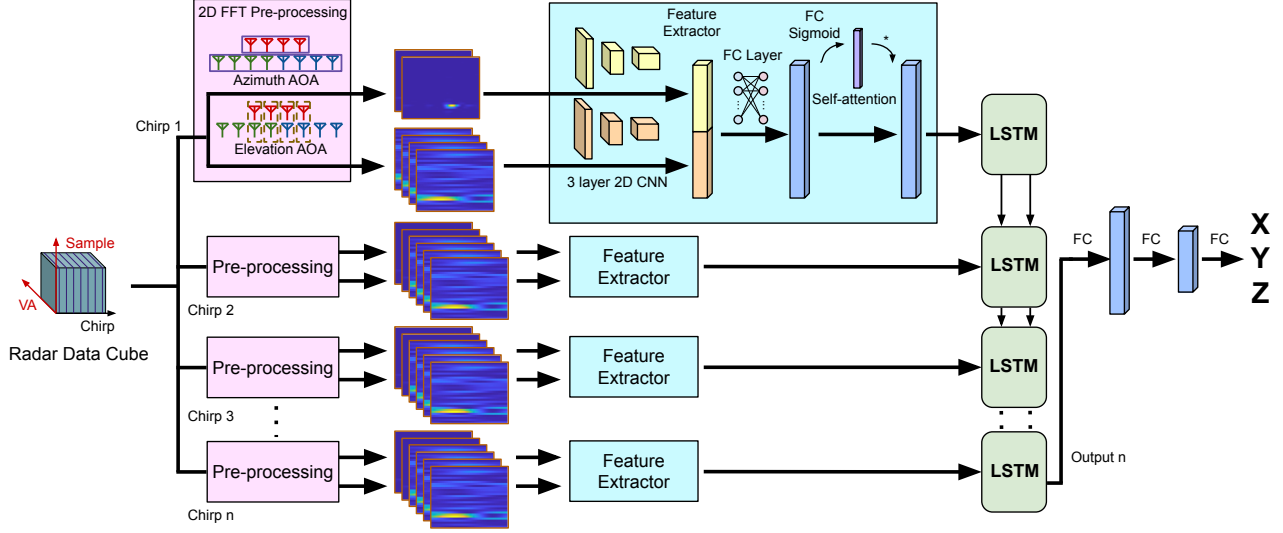 2D FFT Pre-processing
Azimuth AOA
Elevation AOA
Chirp 1
Feature
Extractor
FC
Sigmoid
*
FC Layer
Self-attention
3 layer 2D CNN
LSTM
Sample
VA
Chirp
Radar Data Cube
Pre-processing
Chirp 2
Feature
Extractor
LSTM
Pre-processing
Chirp 3
Feature
Extractor
LSTM
Pre-processing
Chirp n
Feature
Extractor
LSTM
Output n
FC
FC
FC
X
Y
Z